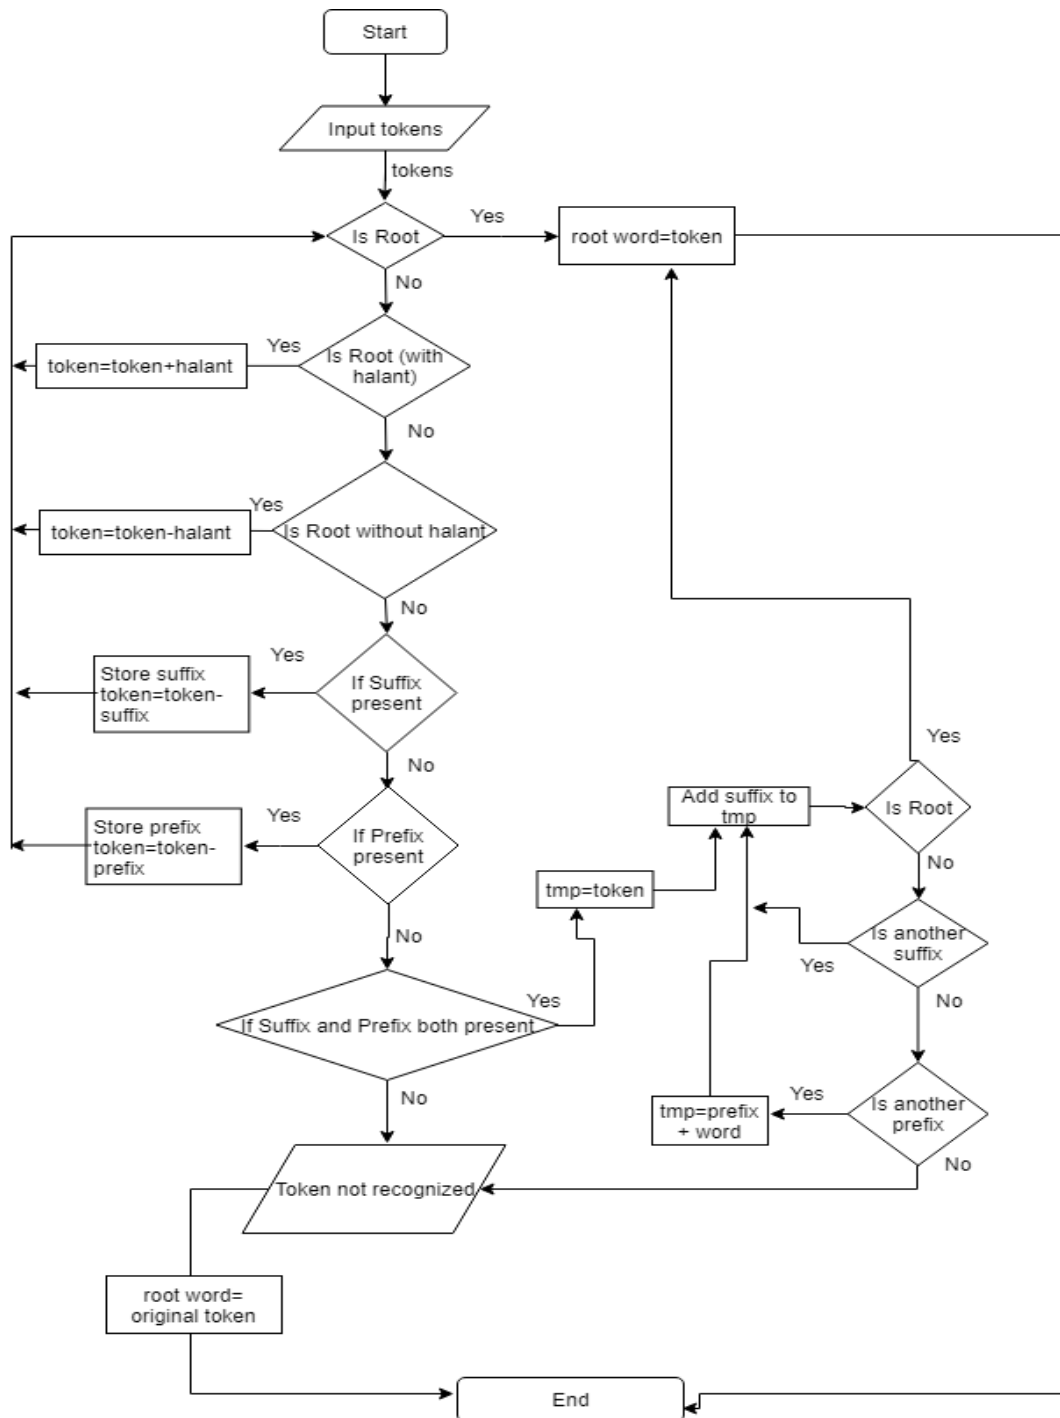 Start
Input tokens
tokens
Is Root
Yes
root word=token
No
Is Root (with
halant)
Yes
token=token+halant
No
Is Root without halant
Yes
token=token-halant
No
If Suffix
present
Yes
Store suffix
token=token-
suffix
No
If Prefix
present
Yes
Store prefix
token=token-
prefix
No
If Suffix and Prefix both present
Yes
tmp=token
Add suffix to
tmp
Is Root
Yes
No
Is another
suffix
Yes
No
Is another
prefix
Yes
tmp=prefix
+ word
No
No
Token not recognized
root word=
original token
End